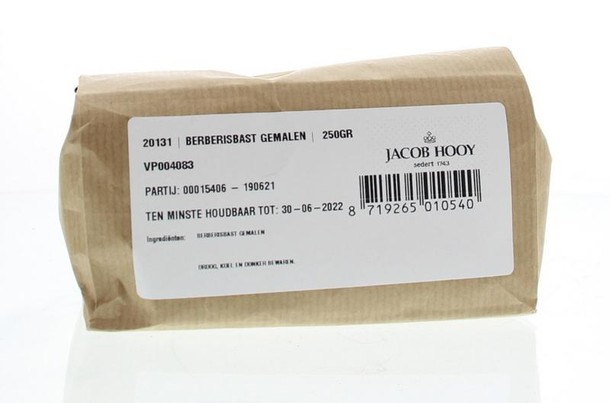 20131 | BERBERISBAST GEMALEN | 250GR
VP004083
PARTIJ: 00015406 - 190621
TEN MINSTE HOUDBAAR TOT: 30-06-2022
Ingrediënten: BERBERISBAST GEMALEN
DROOG, KOEL EN DONKER BEWAREN.
JACOB HOOY
sedert 1743
8 719265 010540